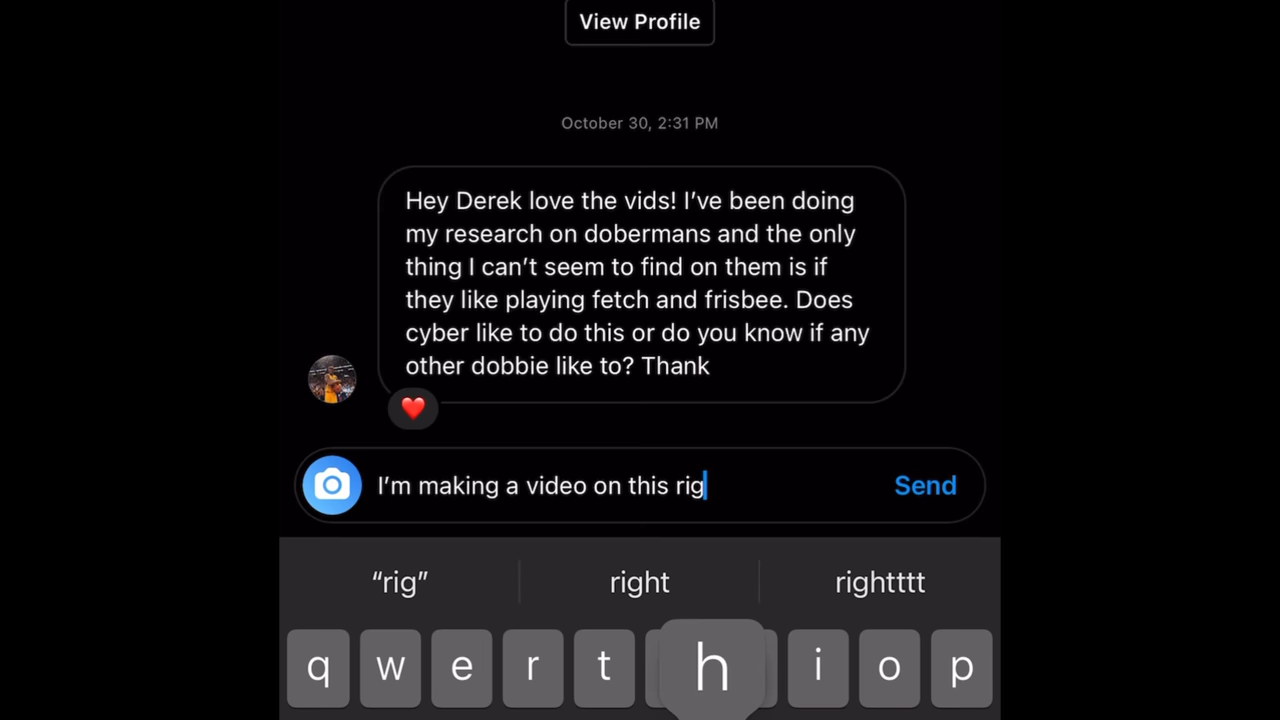 View Profile
October 30, 2:31 PM
Hey Derek love the vids! I’ve been doing
my research on dobermans and the only
thing I can’t seem to find on them is if
they like playing fetch and frisbee. Does
cyber like to do this or do you know if any
other dobbie like to? Thank
I’m making a video on this rig
Send
“rig”
right
rightttt
q w e r t h i o p